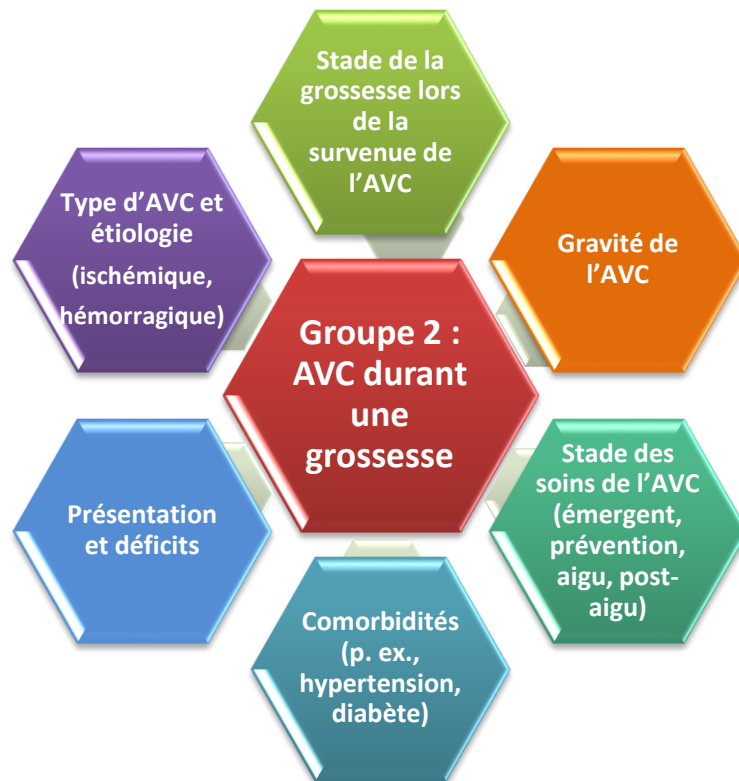 Stade de la
grossesse lors
de la
survenue de
l’AVC
Type d’AVC et
étiologie
(ischémique,
hémorragique)
Gravité de
l’AVC
Groupe 2 :
AVC durant
une
grossesse
Présentation
et déficits
Stade des
soins de l’AVC
(émergent,
prévention,
aigu, post-
aigu)
Comorbidités
(p. ex.,
hypertension,
diabète)